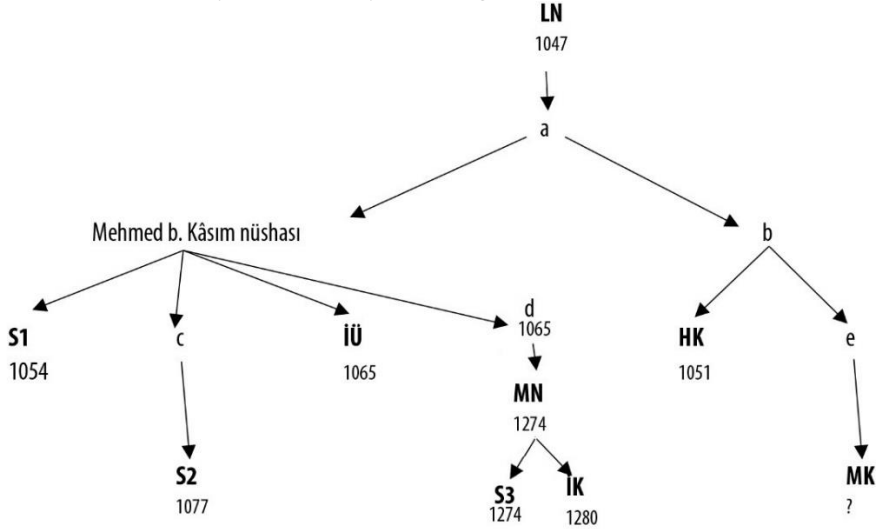 LN
1047
a
Mehmed b. Kâsım nüshası
b
S1
1054
c
İÜ
1065
d
1065
HK
1051
e
MN
1274
S2
1077
S3
1274
İK
1280
MK
?